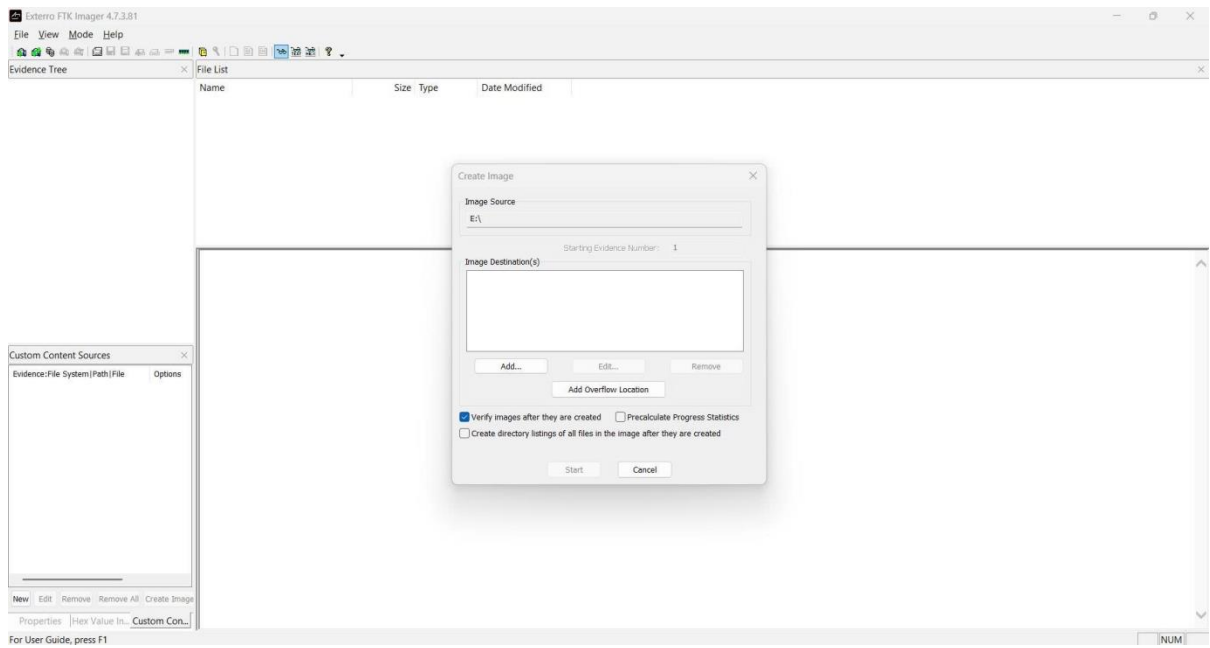 Exterro FTK Imager 4.7.3.81
File View Mode Help
Evidence Tree
File List
Name Size Type Date Modified
Create Image
Image Source
E:\
Starting Evidence Number: 1
Image Destination(s)
Add... Edit... Remove
Add Overflow Location
Verify images after they are created Precalculate Progress Statistics
Create directory listings of all files in the image after they are created
Start Cancel
Custom Content Sources
Evidence:File System|Path|File Options
New Edit Remove Remove All Create Image
Properties Hex Value In... Custom Con...
For User Guide, press F1 NUM